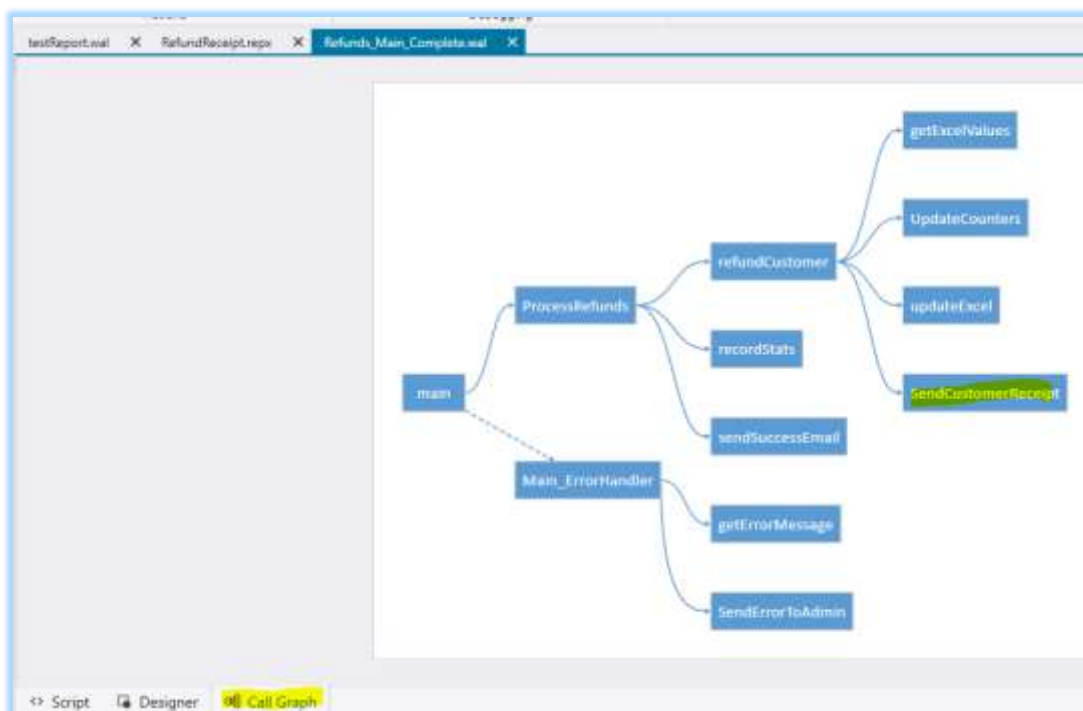 testReport.wal × RefundReceipt.repx × Refunds_Main_Complete.wal ×
getExcelValues
UpdateCounters
refundCustomer
ProcessRefunds
updateExcel
recordStats
main
SendCustomerReceipt
sendSuccessEmail
Main_ErrorHandler
getErrorMessage
SendErrorToAdmin
<> Script Designer Call Graph